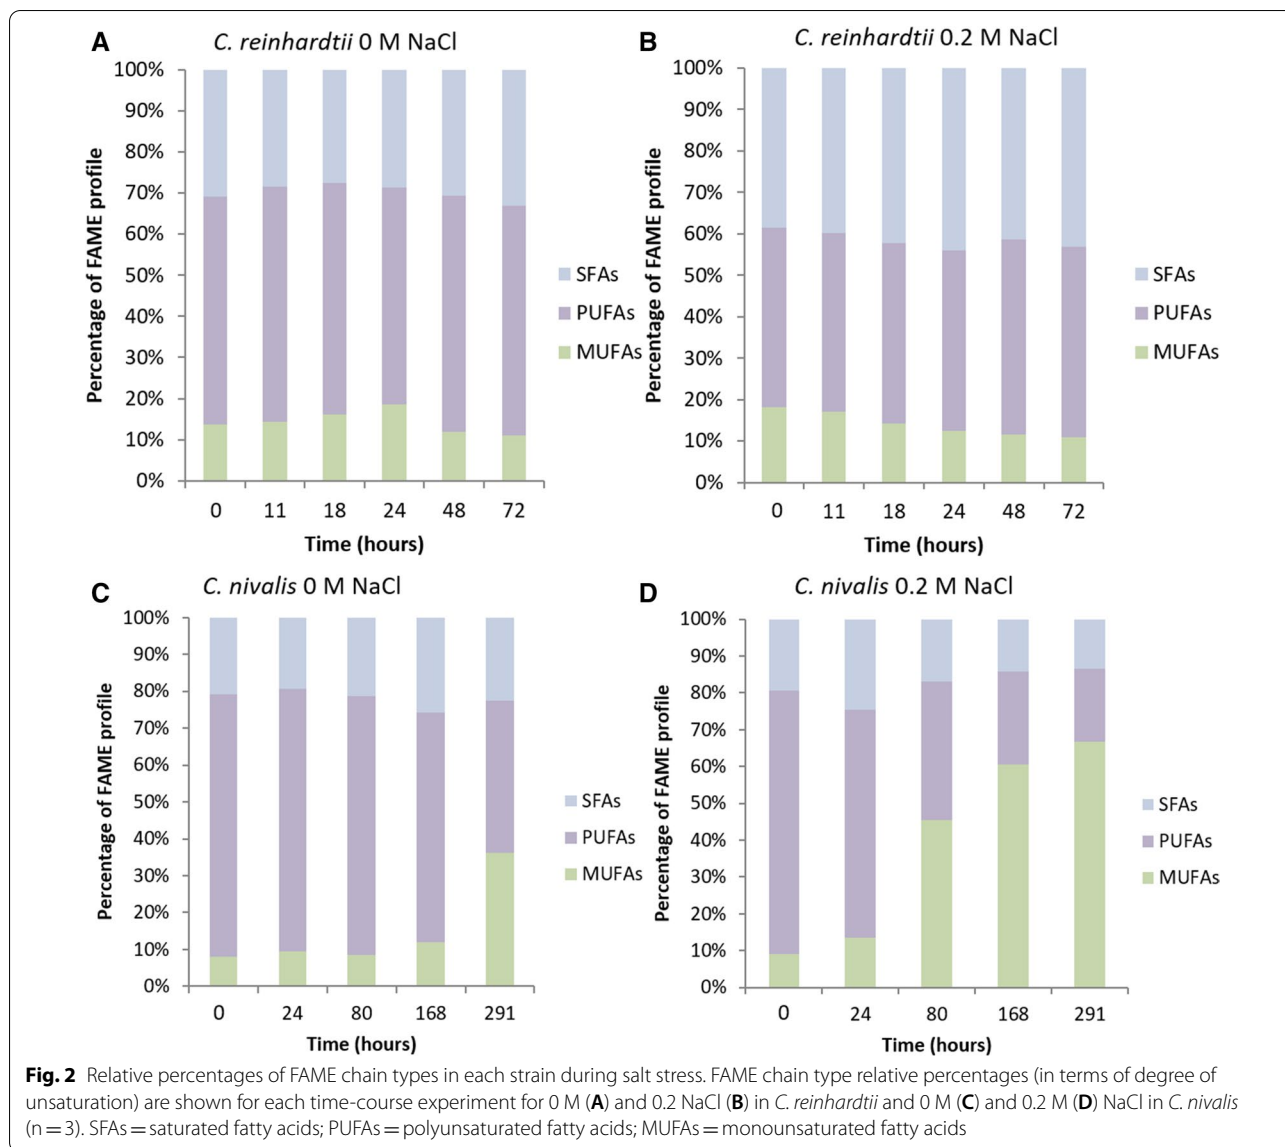 A
C. reinhardtii 0 M NaCl
Percentage of FAME profile
100%
90%
80%
70%
60%
50%
40%
30%
20%
10%
0%
0 11 18 24 48 72
Time (hours)
SFAs
PUFAs
MUFAs
B
C. reinhardtii 0.2 M NaCl
Percentage of FAME profile
100%
90%
80%
70%
60%
50%
40%
30%
20%
10%
0%
0 11 18 24 48 72
Time (hours)
SFAs
PUFAs
MUFAs
C
C. nivalis 0 M NaCl
Percentage of FAME profile
100%
90%
80%
70%
60%
50%
40%
30%
20%
10%
0%
0 24 80 168 291
Time (hours)
SFAs
PUFAs
MUFAs
D
C. nivalis 0.2 M NaCl
Percentage of FAME profile
100%
90%
80%
70%
60%
50%
40%
30%
20%
10%
0%
0 24 80 168 291
Time (hours)
SFAs
PUFAs
MUFAs
Fig. 2 Relative percentages of FAME chain types in each strain during salt stress. FAME chain type relative percentages (in terms of degree of
unsaturation) are shown for each time-course experiment for 0 M (A) and 0.2 NaCl (B) in C. reinhardtii and 0 M (C) and 0.2 M (D) NaCl in C. nivalis
(n = 3). SFAs = saturated fatty acids; PUFAs = polyunsaturated fatty acids; MUFAs = monounsaturated fatty acids